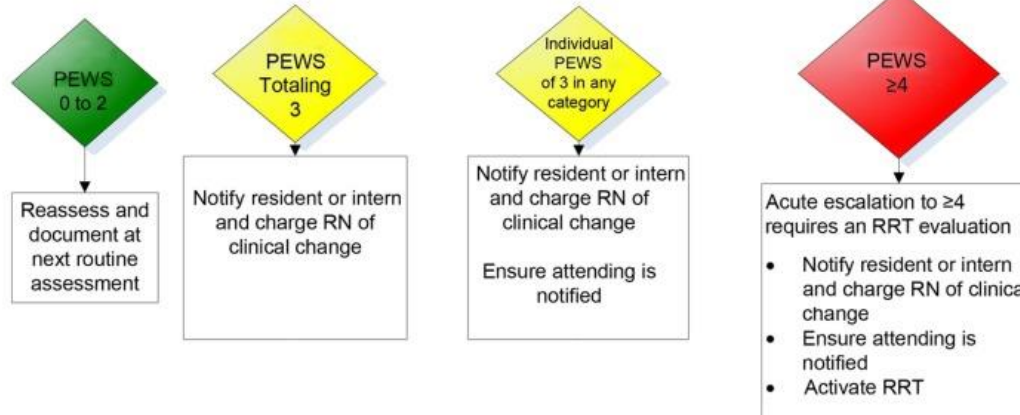 PEWS
0 to 2
Reassess and
document at
next routine
assessment
PEWS
Totaling
3
Notify resident or intern
and charge RN of
clinical change
Individual
PEWS
of 3 in any
category
Notify resident or intern
and charge RN of
clinical change
Ensure attending is
notified
PEWS
≥4
Acute escalation to ≥4
requires an RRT evaluation
• Notify resident or intern
and charge RN of clinica
change
• Ensure attending is
notified
• Activate RRT